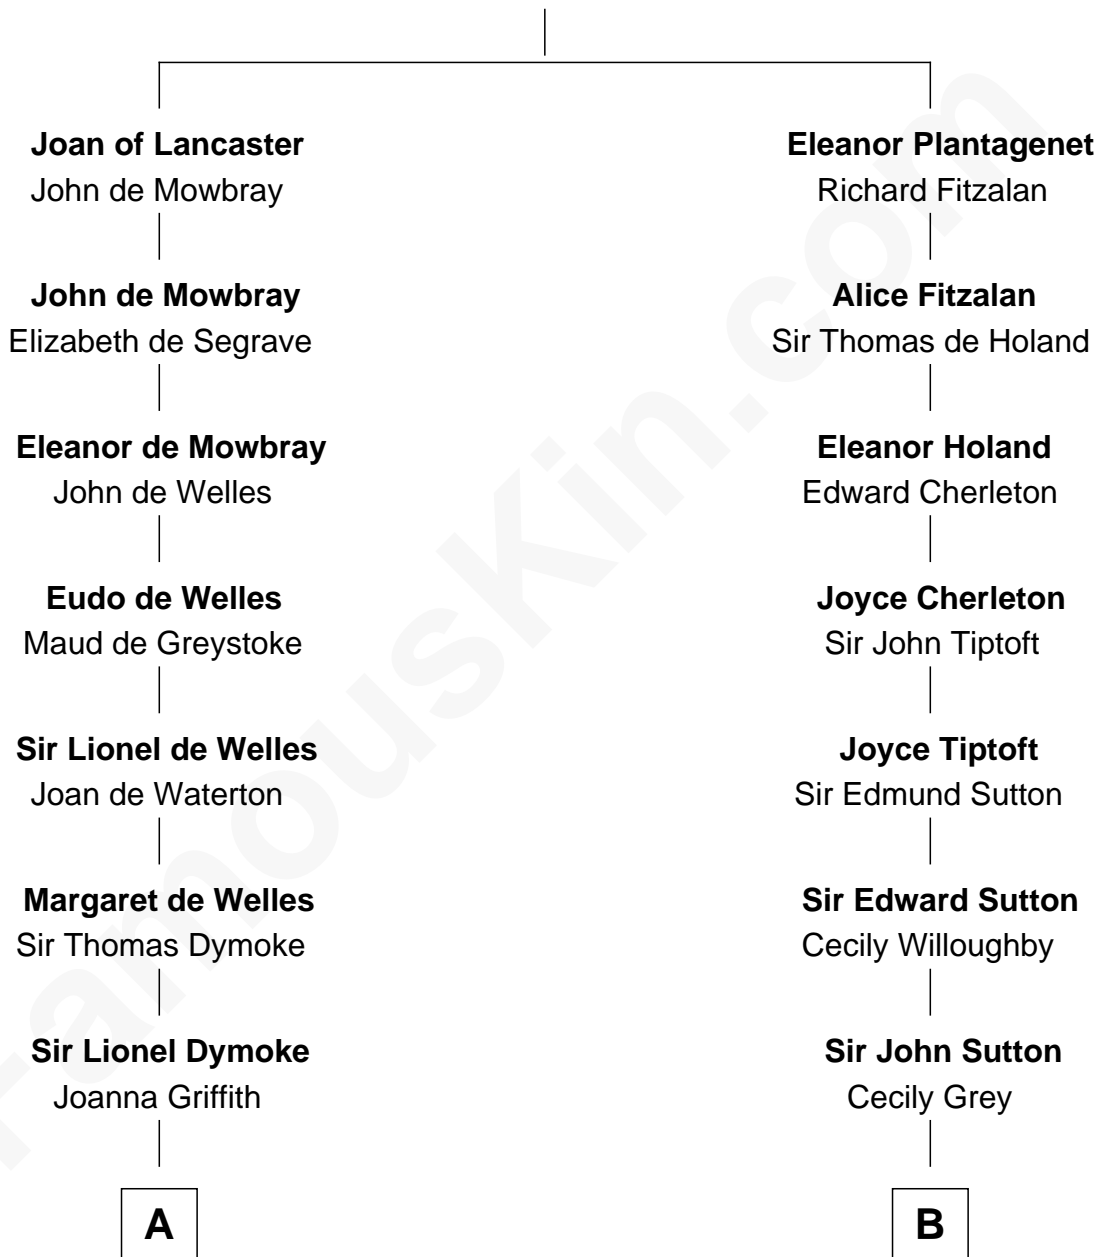 Joan of Lancaster
John de Mowbray
John de Mowbray
Elizabeth de Segrave
Eleanor de Mowbray
John de Welles
Eudo de Welles
Maud de Greystoke
Sir Lionel de Welles
Joan de Waterton
Margaret de Welles
Sir Thomas Dymoke
Sir Lionel Dymoke
Joanna Griffith
A
Eleanor Plantagenet
Richard Fitzalan
Alice Fitzalan
Sir Thomas de Holand
Eleanor Holand
Edward Cherleton
Joyce Cherleton
Sir John Tiptoft
Joyce Tiptoft
Sir Edmund Sutton
Sir Edward Sutton
Cecily Willoughby
Sir John Sutton
Cecily Grey
B
FamousKin.com